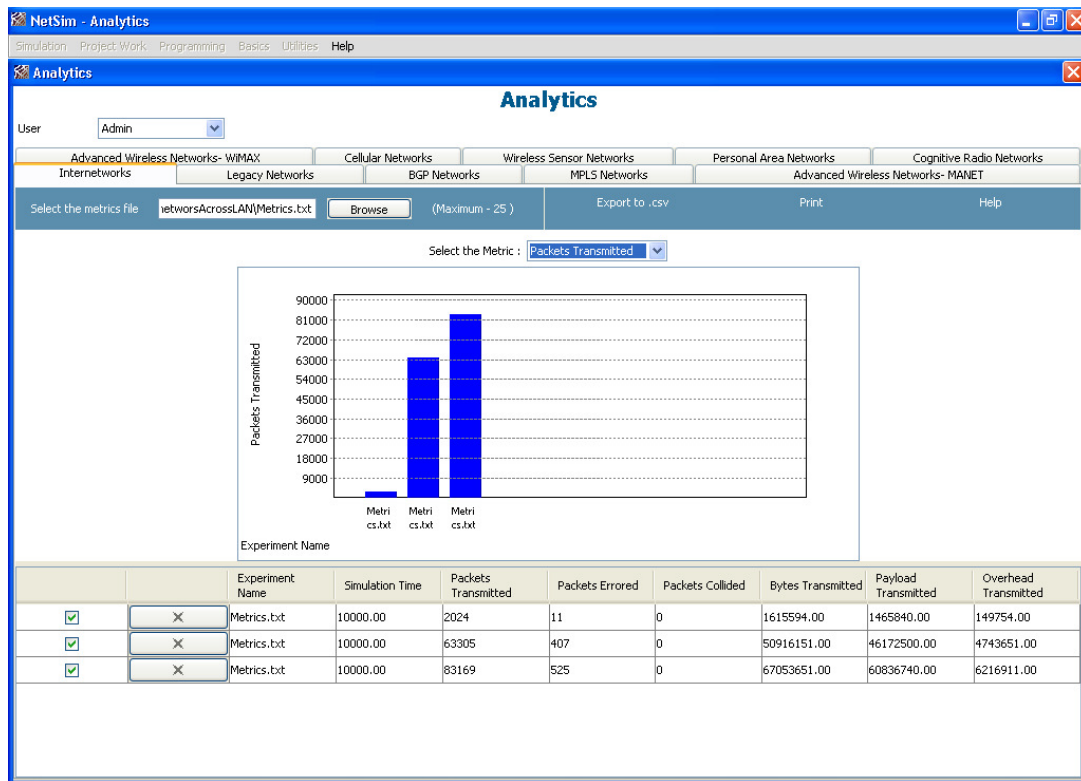 NetSim - Analytics
Simulation Project Work Programming Basics Utilities Help
Analytics
Analytics
User Admin
Advanced Wireless Networks- WiMAX Cellular Networks Wireless Sensor Networks Personal Area Networks Cognitive Radio Networks
Internetworks Legacy Networks BGP Networks MPLS Networks Advanced Wireless Networks- MANET
Select the metrics file networsAcrossLAN\Metrics.txt Browse (Maximum - 25 ) Export to .csv Print Help
Select the Metric : Packets Transmitted
Packets Transmitted
90000
81000
72000
63000
54000
45000
36000
27000
18000
9000
Metri Metri Metri
cs.txt cs.txt cs.txt
Experiment Name
Experiment Name Simulation Time Packets Transmitted Packets Errored Packets Collided Bytes Transmitted Payload Transmitted Overhead Transmitted
Metrics.txt 10000.00 2024 11 0 1615594.00 1465840.00 149754.00
Metrics.txt 10000.00 63305 407 0 50916151.00 46172500.00 4743651.00
Metrics.txt 10000.00 83169 525 0 67053651.00 60836740.00 6216911.00